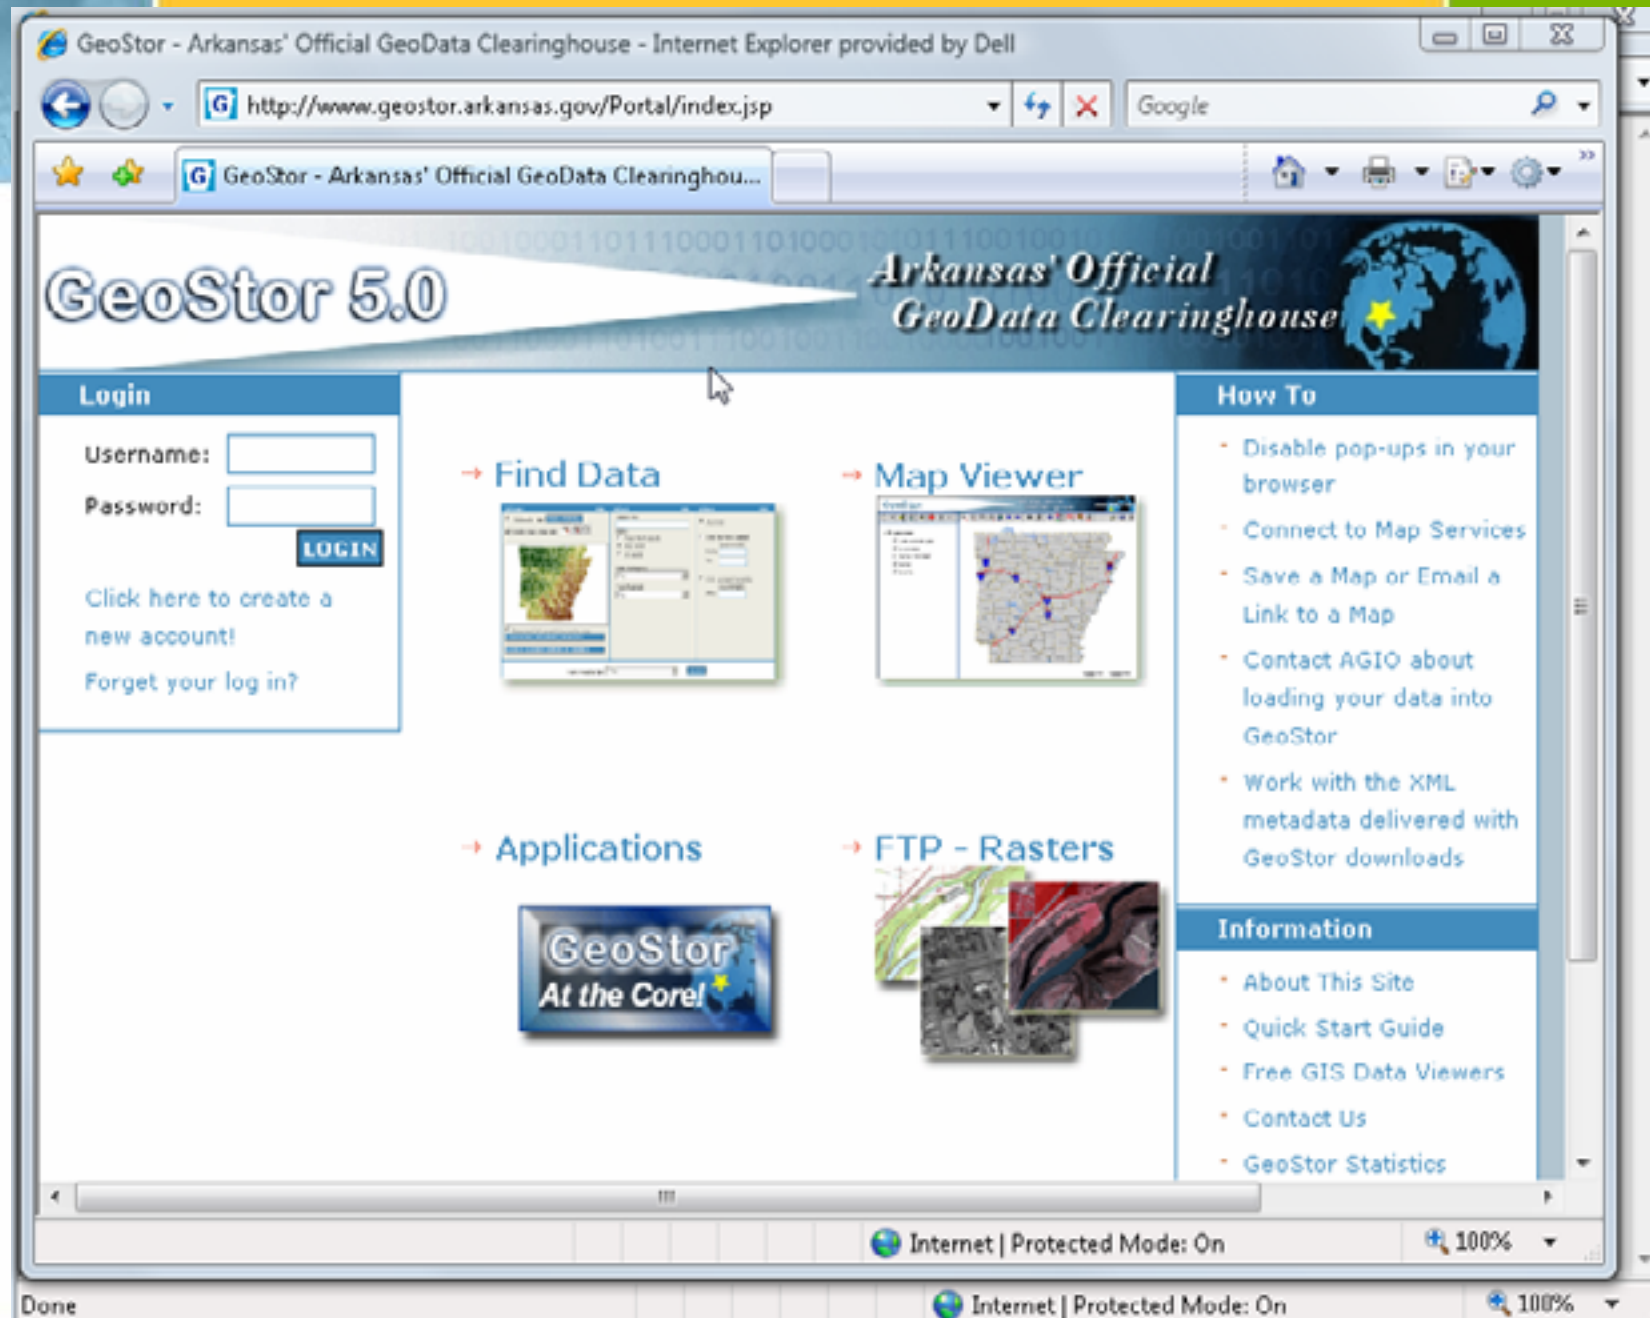 GeoStor - Arkansas' Official GeoData Clearinghouse - Internet Explorer provided by Dell
http://www.geostor.arkansas.gov/Portal/index.jsp
Google
GeoStor - Arkansas' Official GeoData Clearinghou...
GeoStor 5.0
Arkansas' Official
GeoData Clearinghouse
Login
Username:
Password:
LOGIN
Click here to create a
new account!
Forget your log in?
Find Data
Map Viewer
Applications
FTP - Rasters
GeoStor
At the Core!
How To
Disable pop-ups in your
browser
Connect to Map Services
Save a Map or Email a
Link to a Map
Contact AGIO about
loading your data into
GeoStor
Work with the XML
metadata delivered with
GeoStor downloads
Information
About This Site
Quick Start Guide
Free GIS Data Viewers
Contact Us
GeoStor Statistics
Internet | Protected Mode: On
100%
Done
Internet | Protected Mode: On
100%